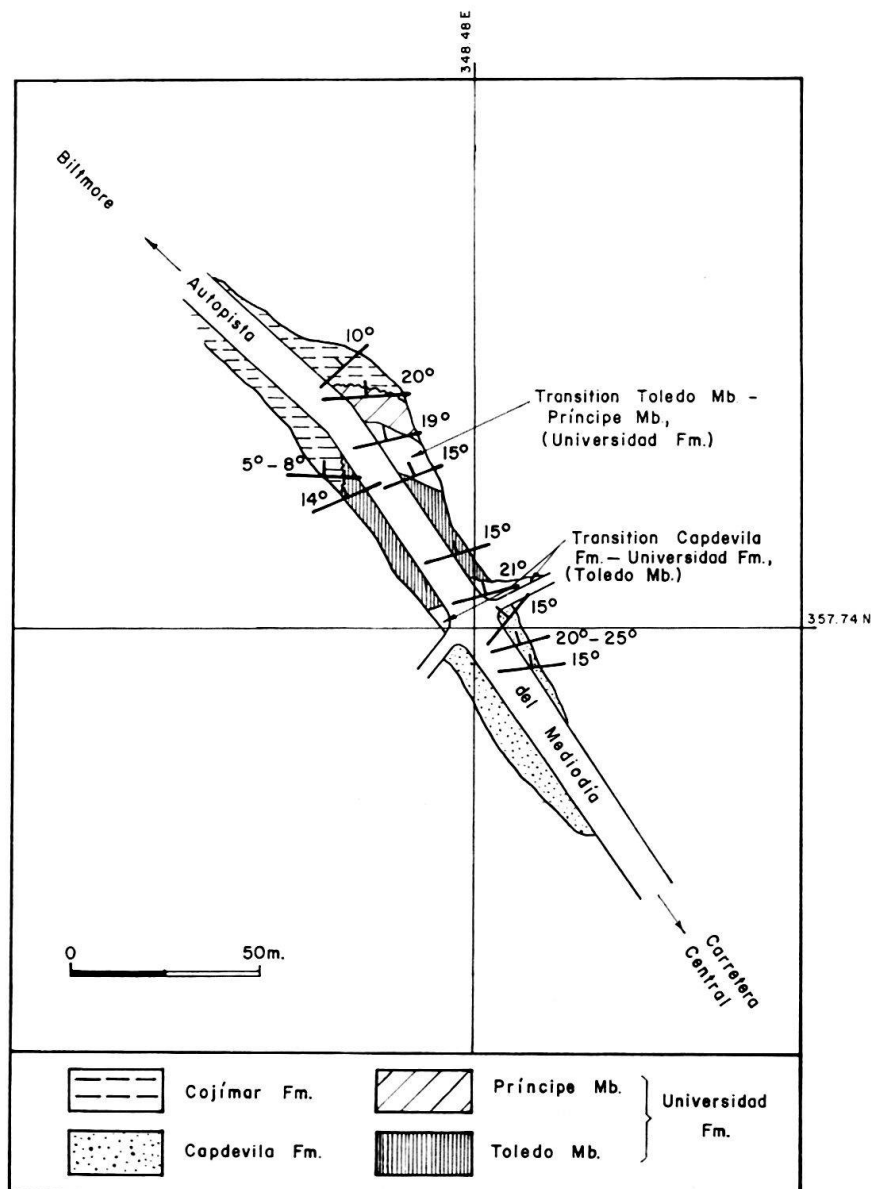 348.48 E
Biltmore
Autopista
10°
20°
Transition Toledo Mb –
Príncipe Mb.,
(Universidad Fm.)
19°
15°
5° – 8°
14°
15°
Transition Capdevila
Fm. – Universidad Fm.,
(Toledo Mb.)
21°
15°
357.74 N
20° – 25°
15°
del Mediodía
0 50m.
Carretera
Central
Cojímar Fm.
Príncipe Mb.
Universidad
Fm.
Capdevila Fm.
Toledo Mb.